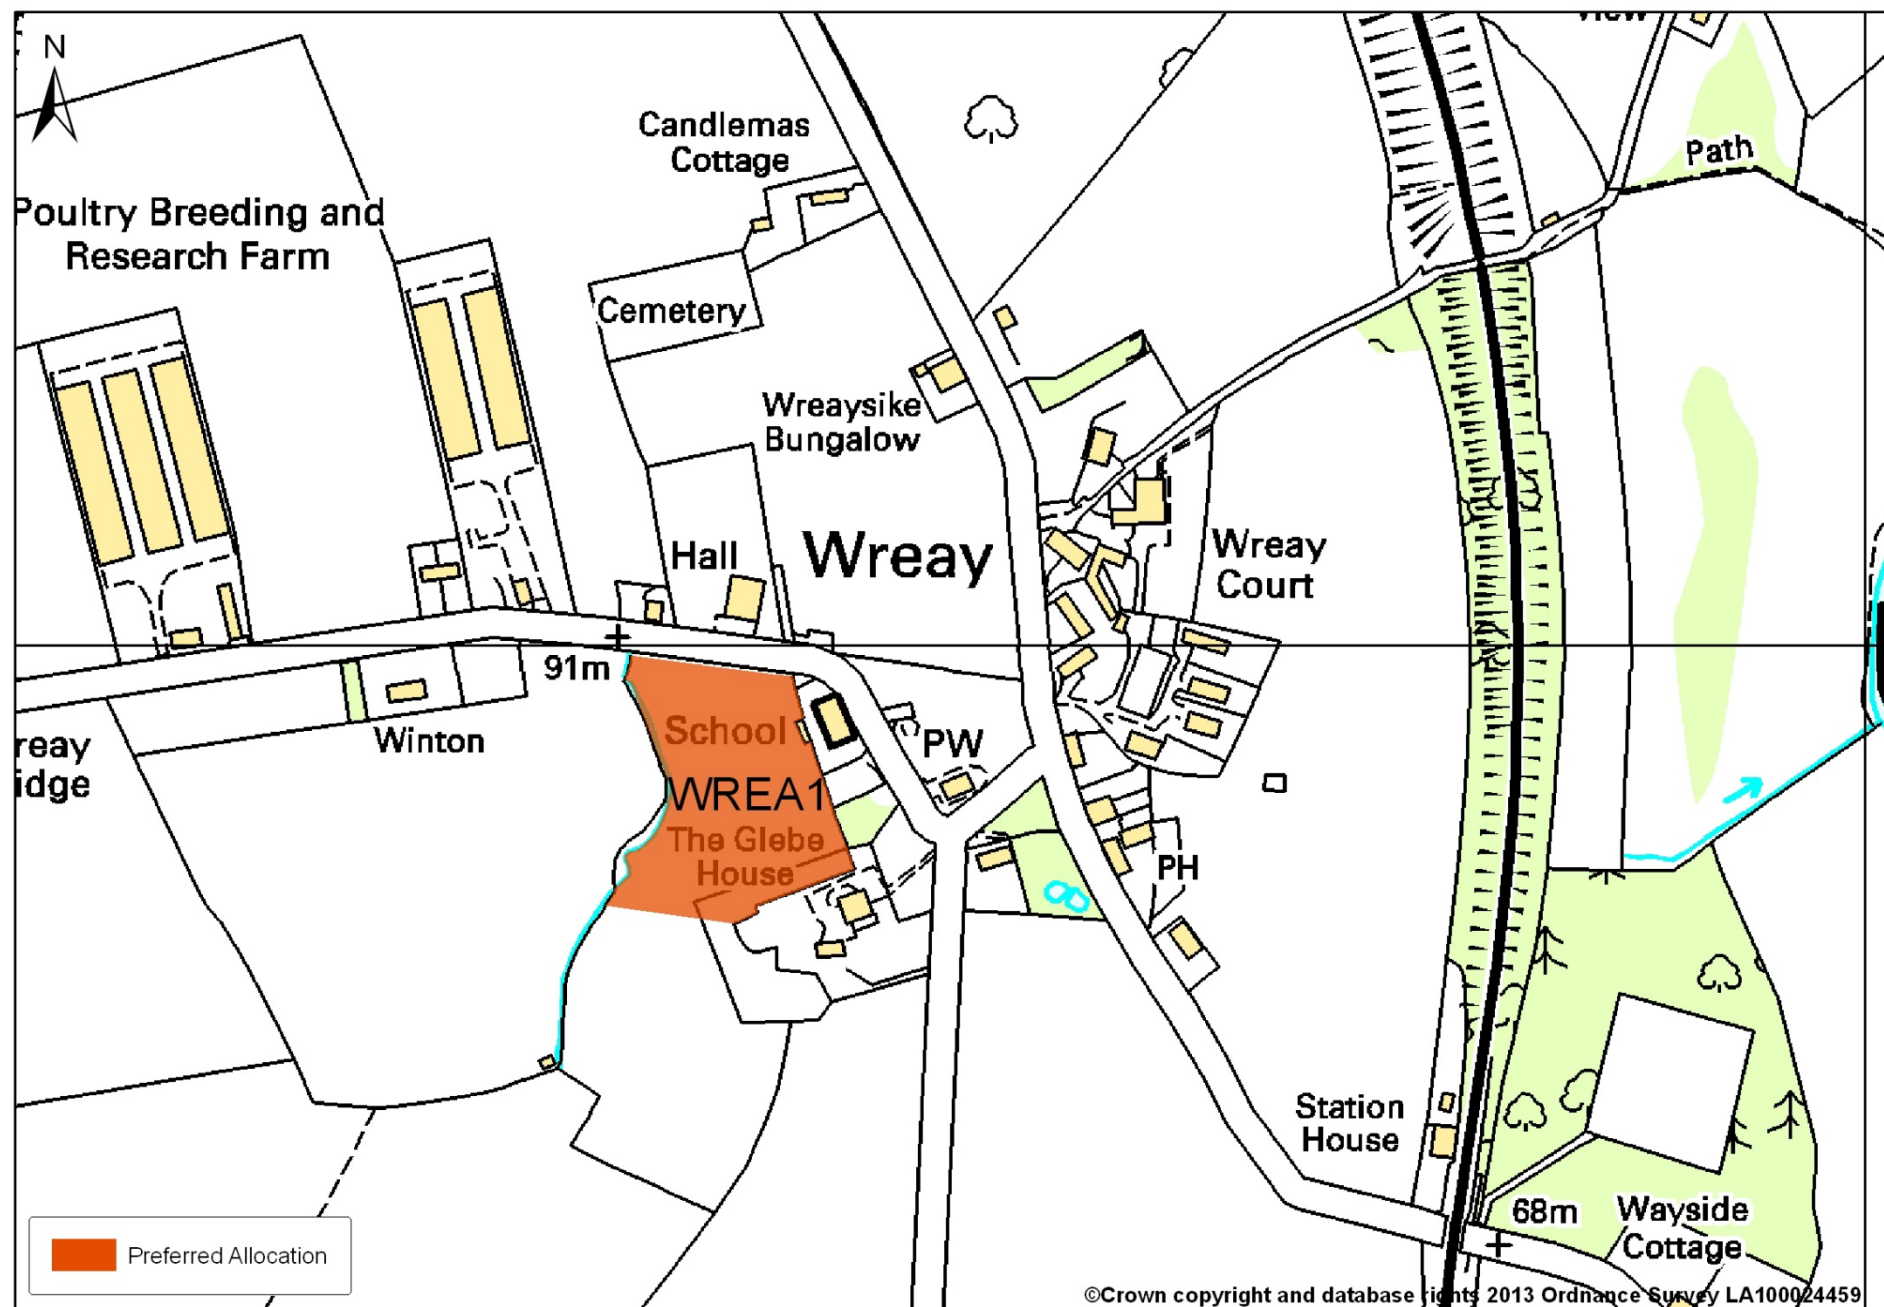 View
N
Candlemas
Cottage
Path
Poultry Breeding and
Research Farm
Cemetery
Wreaysike
Bungalow
Hall
Wreay
Wreay
Court
91m
School
PW
Winton
reay
idge
WREA1
The Glebe
House
PH
Station
House
68m
Wayside
Cottage
Preferred Allocation
©Crown copyright and database rights 2013 Ordnance Survey LA100024459